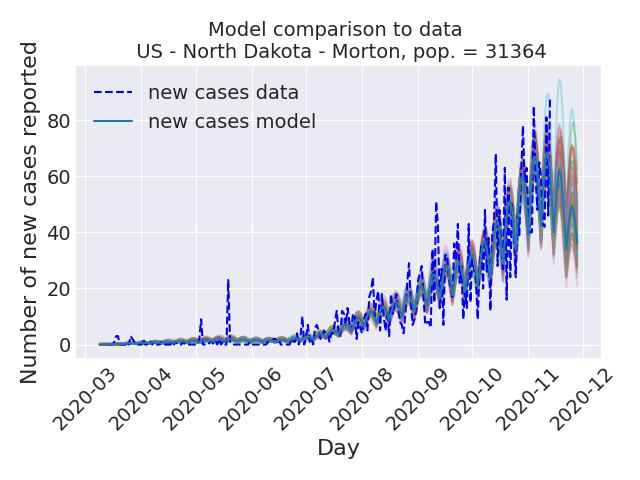 Model comparison to data
US - North Dakota - Morton, pop. = 31364
Number of new cases reported
new cases data
new cases model
80
60
40
20
0
2020-03
2020-04
2020-05
2020-06
2020-07
2020-08
2020-09
2020-10
2020-11
2020-12
Day